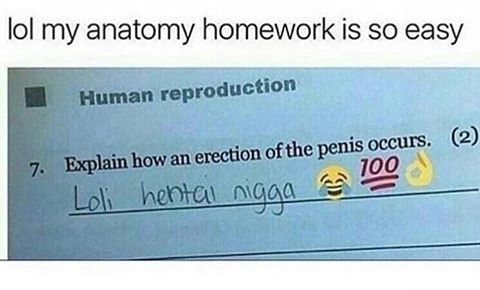 lol my anatomy homework is so easy
Human reproduction
7. Explain how an erection of the penis occurs. (2)
Loli hentai nigga 😂 💯 👌